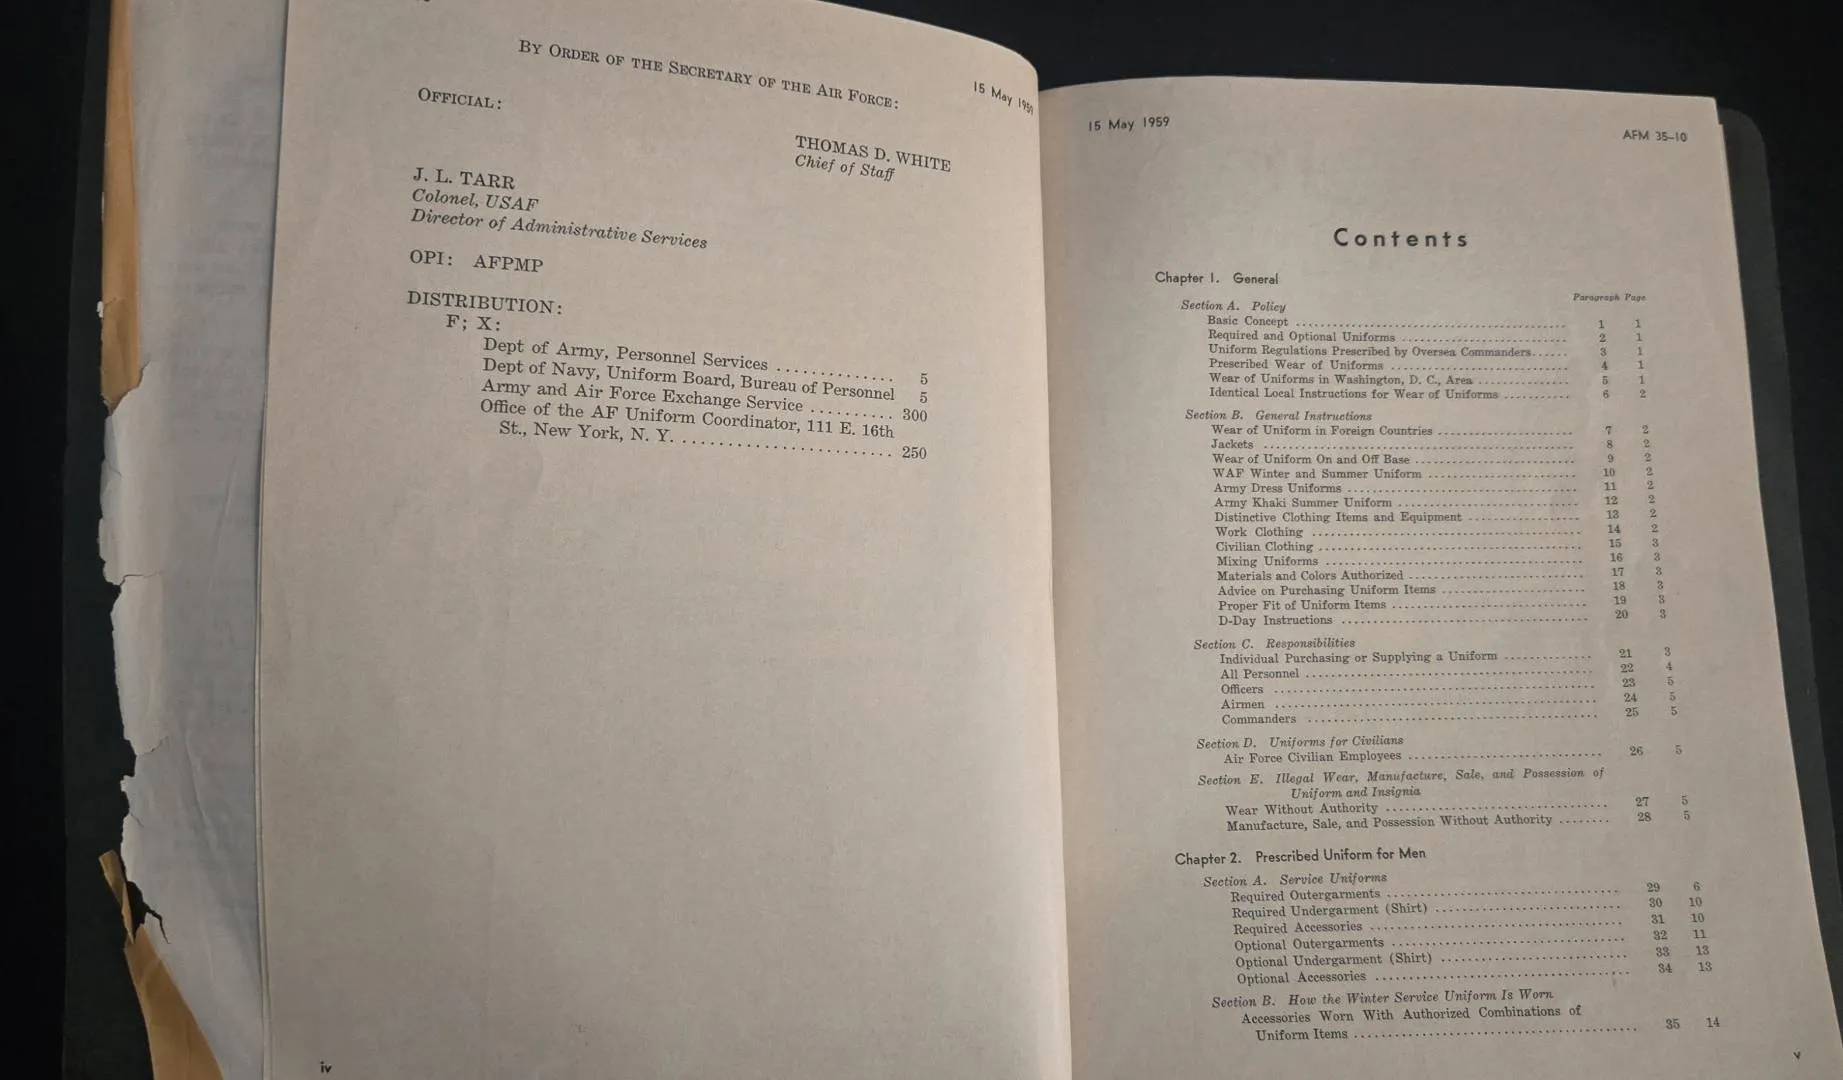 15 May 1959
BY ORDER OF THE SECRETARY OF THE AIR FORCE:
OFFICIAL:
THOMAS D. WHITE
Chief of Staff
J. L. TARR
Colonel, USAF
Director of Administrative Services
OPI: AFPMP
DISTRIBUTION:
F; X:
Dept of Army, Personnel Services .............. 5
Dept of Navy, Uniform Board, Bureau of Personnel 5
Army and Air Force Exchange Service .......... 300
Office of the AF Uniform Coordinator, 111 E. 16th
St., New York, N. Y. ........................ 250
iv
15 May 1959 AFM 35-10
Contents
Chapter 1. General
Paragraph Page
Section A. Policy
Basic Concept ........................ 1 1
Required and Optional Uniforms ........................ 2 1
Uniform Regulations Prescribed by Oversea Commanders...... 3 1
Prescribed Wear of Uniforms ........................ 4 1
Wear of Uniforms in Washington, D. C., Area .............. 5 1
Identical Local Instructions for Wear of Uniforms ........... 6 2
Section B. General Instructions
Wear of Uniform in Foreign Countries ..................... 7 2
Jackets ........................ 8 2
Wear of Uniform On and Off Base ........................ 9 2
WAF Winter and Summer Uniform ....................... 10 2
Army Dress Uniforms ........................ 11 2
Army Khaki Summer Uniform ........................ 12 2
Distinctive Clothing Items and Equipment .................. 13 2
Work Clothing ........................ 14 2
Civilian Clothing ........................ 15 3
Mixing Uniforms ........................ 16 3
Materials and Colors Authorized ........................ 17 3
Advice on Purchasing Uniform Items ...................... 18 3
Proper Fit of Uniform Items ........................ 19 3
D-Day Instructions ........................ 20 3
Section C. Responsibilities
Individual Purchasing or Supplying a Uniform .............. 21 3
All Personnel ........................ 22 4
Officers ........................ 23 5
Airmen ........................ 24 5
Commanders ........................ 25 5
Section D. Uniforms for Civilians
Air Force Civilian Employees ........................ 26 5
Section E. Illegal Wear, Manufacture, Sale, and Possession of
Uniform and Insignia
Wear Without Authority ........................ 27 5
Manufacture, Sale, and Possession Without Authority ........ 28 5
Chapter 2. Prescribed Uniform for Men
Section A. Service Uniforms
Required Outergarments ........................ 29 6
Required Undergarment (Shirt) ........................ 30 10
Required Accessories ........................ 31 10
Optional Outergarments ........................ 32 11
Optional Undergarment (Shirt) ........................ 33 13
Optional Accessories ........................ 34 13
Section B. How the Winter Service Uniform Is Worn
Accessories Worn With Authorized Combinations of
Uniform Items ........................ 35 14
v